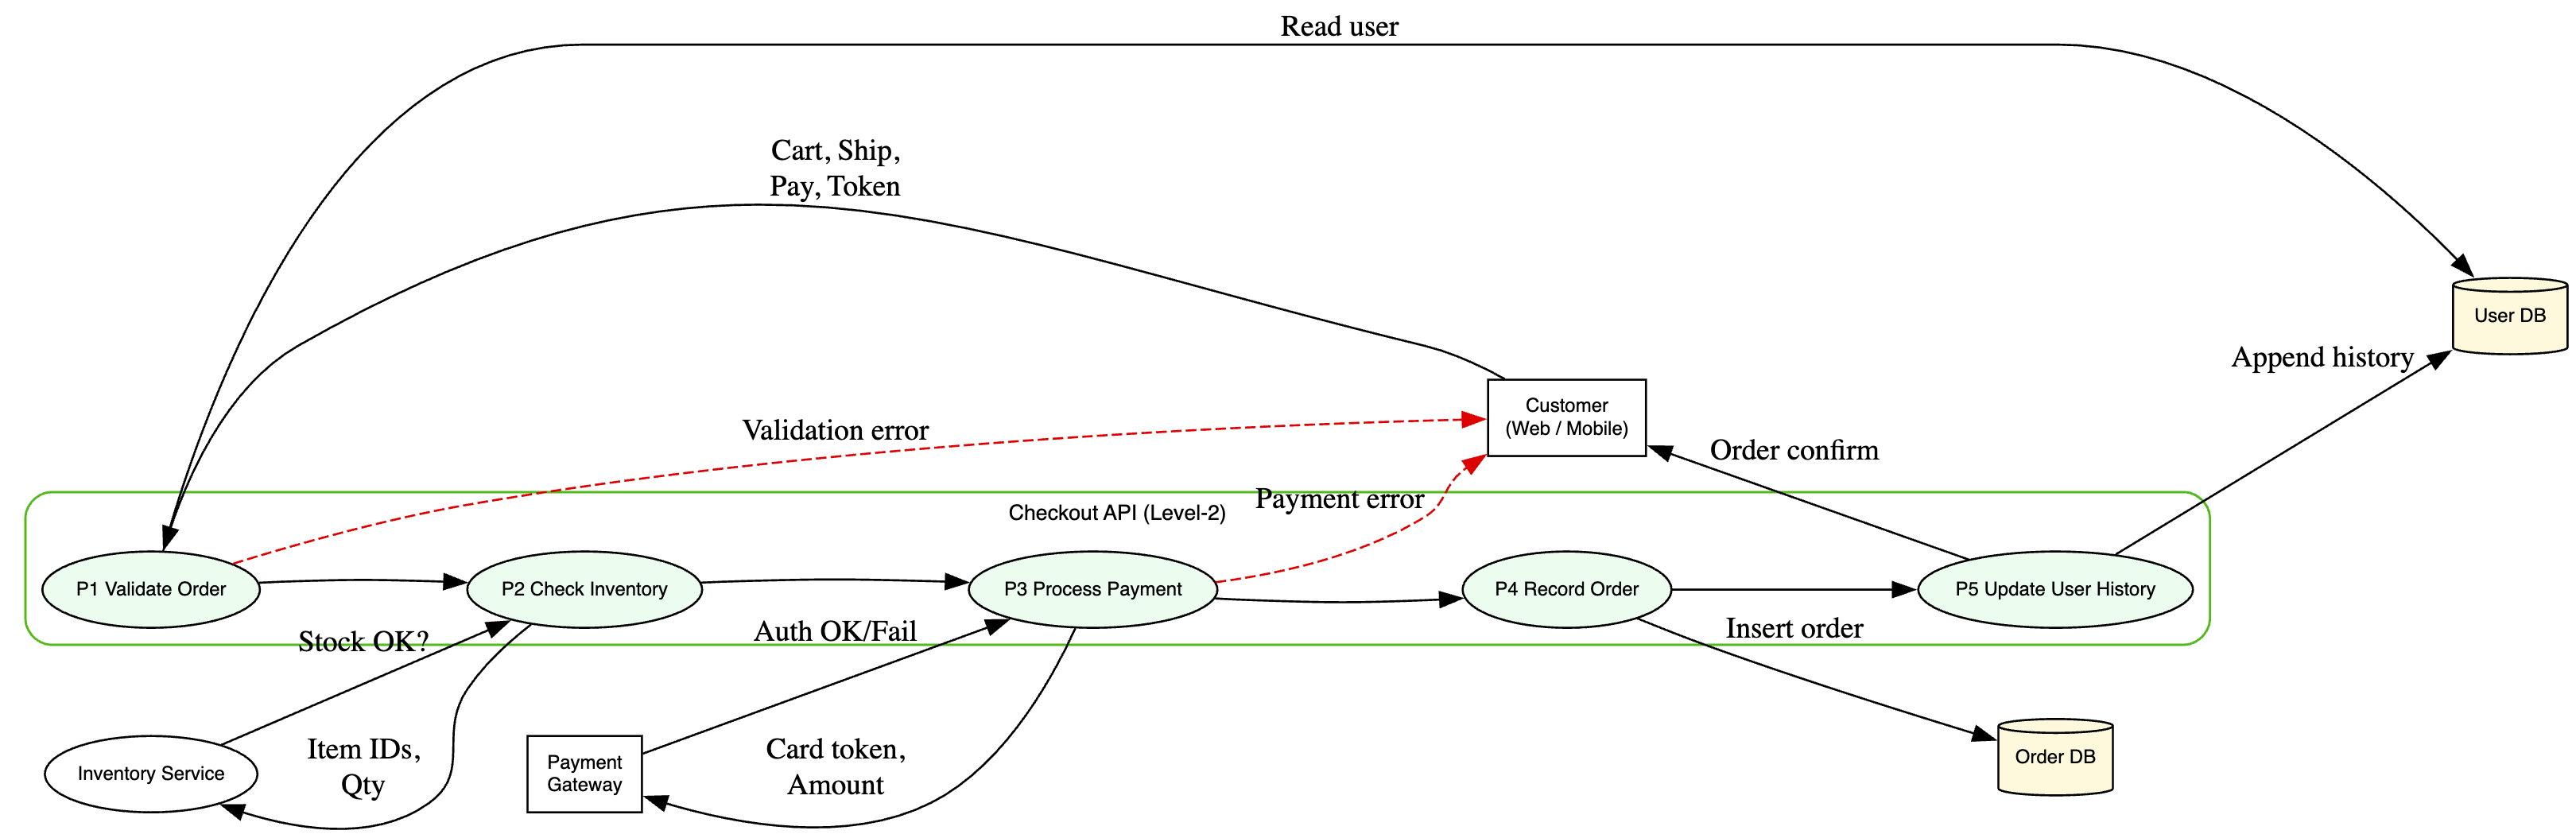 Read user
Cart, Ship,
Pay, Token
User DB
Append history
Customer
(Web / Mobile)
Validation error
Order confirm
Payment error
Checkout API (Level-2)
P1 Validate Order
P2 Check Inventory
P3 Process Payment
P4 Record Order
P5 Update User History
Stock OK?
Auth OK/Fail
Insert order
Inventory Service
Item IDs,
Qty
Payment
Gateway
Card token,
Amount
Order DB